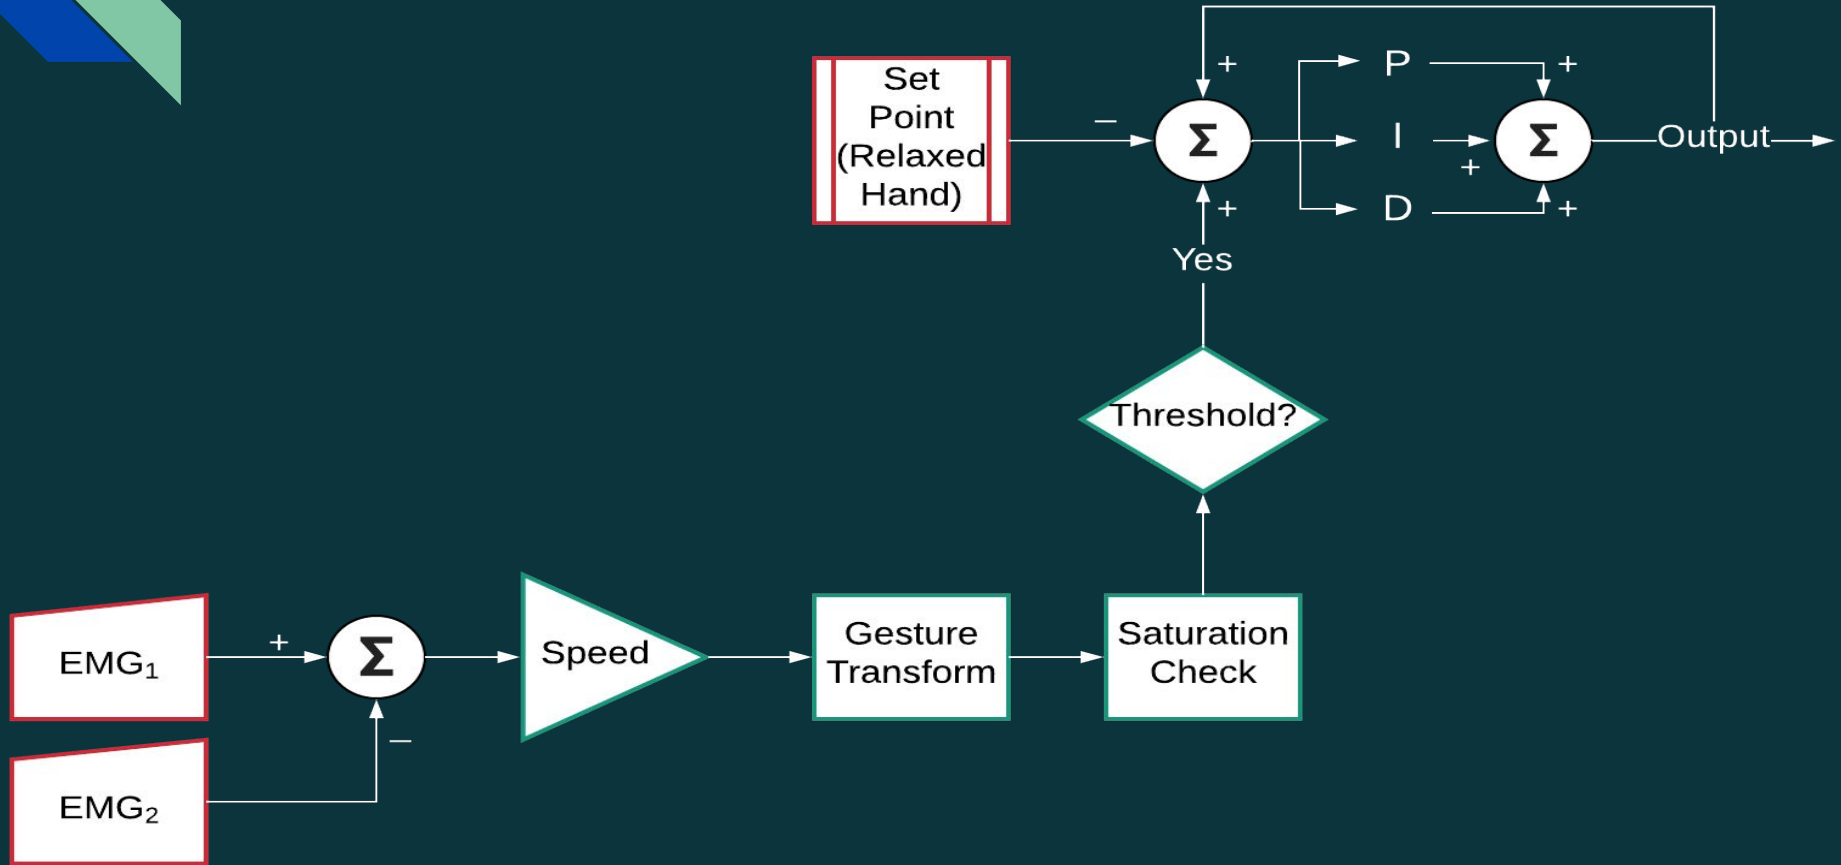 Set
Point
(Relaxed
Hand)
–
+
Σ
+
P
I
D
+
+
+
Σ
Output
Yes
Threshold?
EMG₁
+
Σ
–
EMG₂
Speed
Gesture
Transform
Saturation
Check